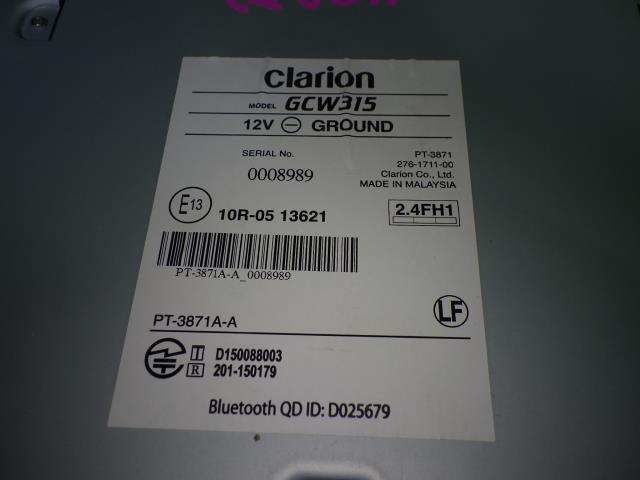 clarion
MODEL GCW315
12V ⊖ GROUND
SERIAL No.
0008989
PT-3871
276-1711-00
Clarion Co., Ltd.
MADE IN MALAYSIA
E13
10R-05 13621
2.4FH1
PT-3871A-A_0008989
LF
PT-3871A-A
T D150088003
R 201-150179
Bluetooth QD ID: D025679